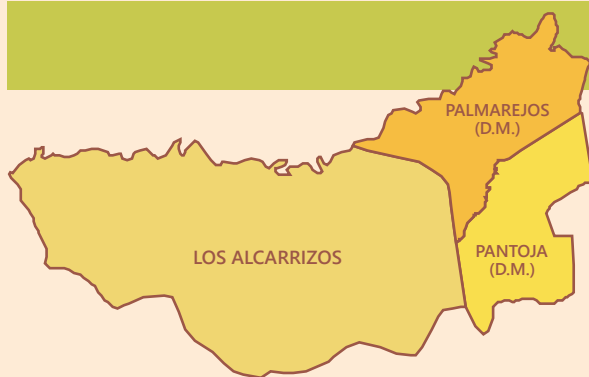 PALMAREJOS
(D.M.)
LOS ALCARRIZOS
PANTOJA
(D.M.)